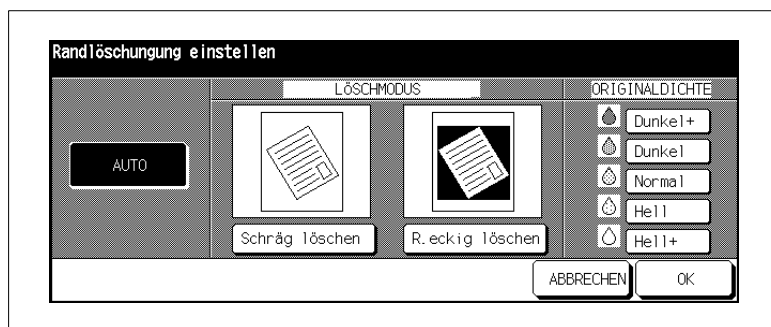 Randlöschungung einstellen
LöSCHMODUS
ORIGINALDICHTE
AUTO
Schräg löschen
R.eckig löschen
Dunkel+
Dunkel
Normal
Hell
Hell+
ABBRECHEN
OK